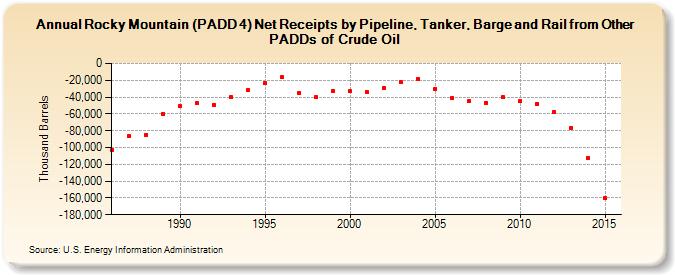 Annual Rocky Mountain (PADD 4) Net Receipts by Pipeline, Tanker, Barge and Rail from Other
PADDs of Crude Oil
Thousand Barrels
0
-20,000
-40,000
-60,000
-80,000
-100,000
-120,000
-140,000
-160,000
-180,000
1990 1995 2000 2005 2010 2015
Source: U.S. Energy Information Administration